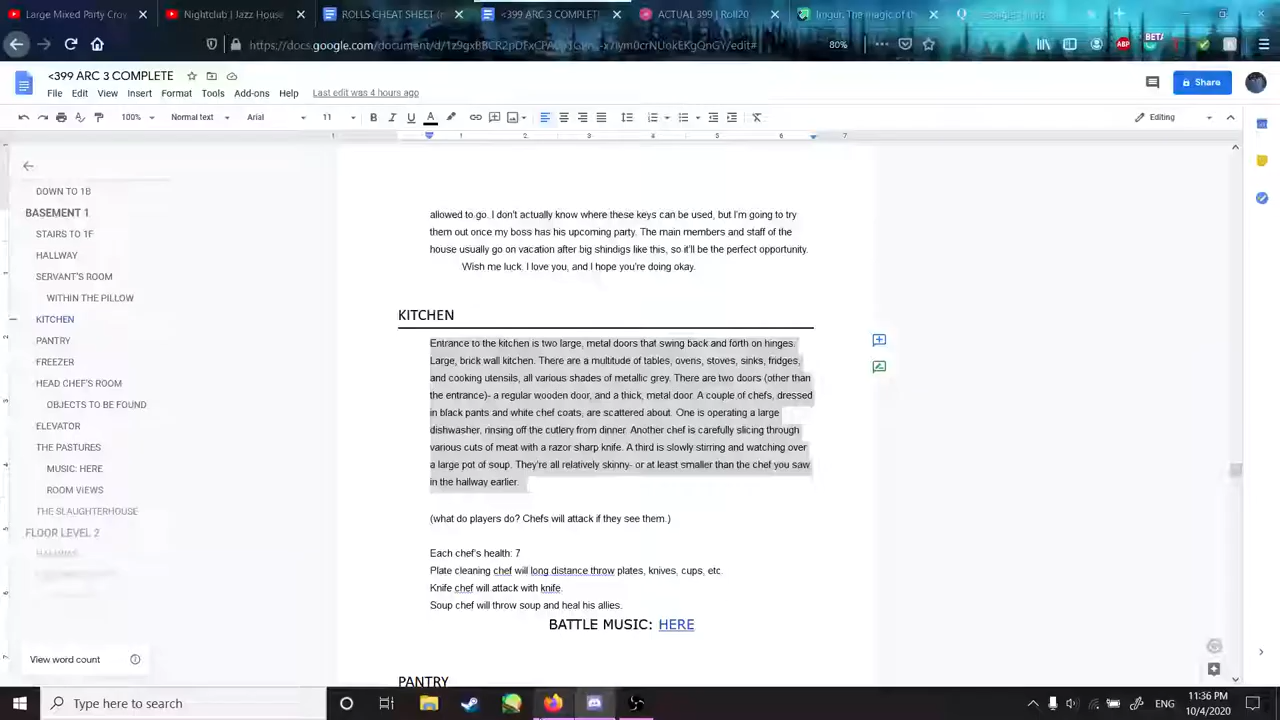 Large Mixed Party Croy
Nightclub | Jazz House
ROLLS CHEAT SHEET (
<399 ARC 3 COMPLETE
ACTUAL 399 | Roll20
Imgur: The magic of the
80%
BETA
<399 ARC 3 COMPLETE
File Edit View Insert Format Tools Add-ons Help Last edit was 4 hours ago
Share
100% Normal text Arial 11 Editing
1 1 2 3 4 5 6 7
DOWN TO 1B
BASEMENT 1
STAIRS TO 1F
HALLWAY
SERVANT'S ROOM
WITHIN THE PILLOW
KITCHEN
PANTRY
FREEZER
HEAD CHEF'S ROOM
OBJECTS TO BE FOUND
ELEVATOR
THE PASTURES
MUSIC: HERE
ROOM VIEWS
THE SLAUGHTERHOUSE
FLOOR LEVEL 2
View word count
allowed to go. I don't actually know where these keys can be used, but I'm going to try
them out once my boss has his upcoming party. The main members and staff of the
house usually go on vacation after big shindigs like this, so it'll be the perfect opportunity.
Wish me luck. I love you, and I hope you're doing okay.
KITCHEN
Entrance to the kitchen is two large, metal doors that swing back and forth on hinges.
Large, brick wall kitchen. There are a multitude of tables, ovens, stoves, sinks, fridges,
and cooking utensils, all various shades of metallic grey. There are two doors (other than
the entrance)- a regular wooden door, and a thick, metal door. A couple of chefs, dressed
in black pants and white chef coats, are scattered about. One is operating a large
dishwasher, rinsing off the cutlery from dinner. Another chef is carefully slicing through
various cuts of meat with a razor sharp knife. A third is slowly stirring and watching over
a large pot of soup. They're all relatively skinny- or at least smaller than the chef you saw
in the hallway earlier.
(what do players do? Chefs will attack if they see them.)
Each chef's health: 7
Plate cleaning chef will long distance throw plates, knives, cups, etc.
Knife chef will attack with knife.
Soup chef will throw soup and heal his allies.
BATTLE MUSIC: HERE
PANTRY
Type here to search
ENG
11:36 PM
10/4/2020